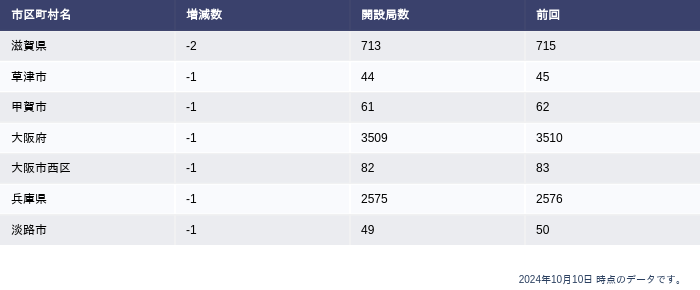 市区町村名 増減数 開設局数 前回
滋賀県 -2 713 715
草津市 -1 44 45
甲賀市 -1 61 62
大阪府 -1 3509 3510
大阪市西区 -1 82 83
兵庫県 -1 2575 2576
淡路市 -1 49 50
2024年10月10日 時点のデータです。